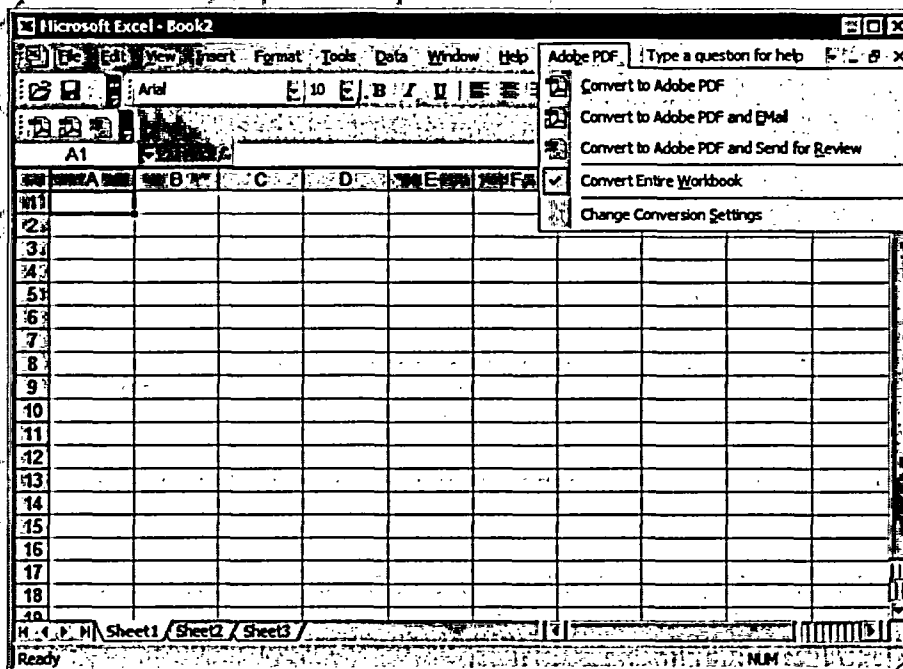 Microsoft Excel - Book2
File Edit View Insert Format Tools Data Window Help Adobe PDF Type a question for help
Arial 10 B I U
Convert to Adobe PDF
Convert to Adobe PDF and EMail
Convert to Adobe PDF and Send for Review
Convert Entire Workbook
Change Conversion Settings
A1
A B C D E F
1
2
3
4
5
6
7
8
9
10
11
12
13
14
15
16
17
18
19
Sheet1 Sheet2 Sheet3
Ready NUM